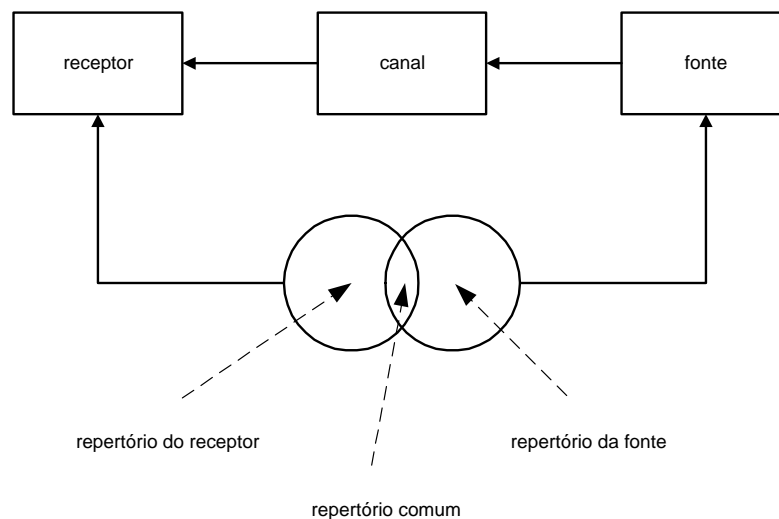 receptor
canal
fonte
repertório do receptor
repertório da fonte
repertório comum